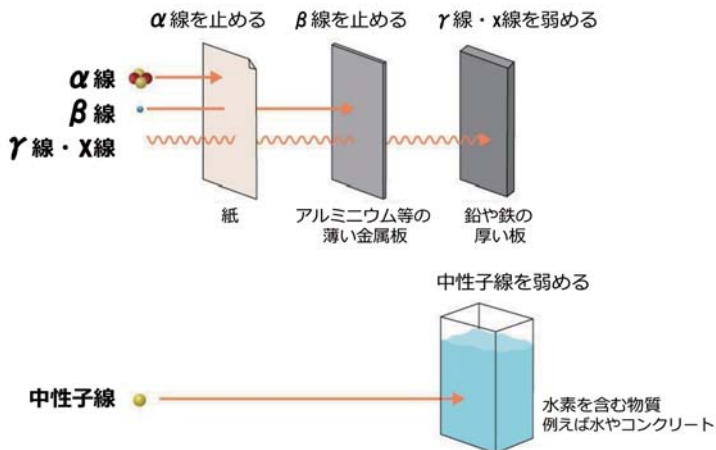 α線を止める β線を止める γ線・x線を弱める
α線
β線
γ線・X線
紙
アルミニウム等の
薄い金属板
鉛や鉄の
厚い板
中性子線を弱める
中性子線
水素を含む物質
例えば水やコンクリート